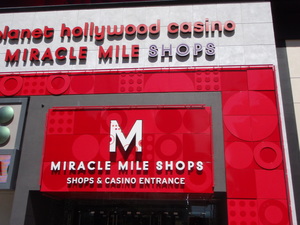 planet hollywood casino
MIRACLE MILE SHOPS
M
MIRACLE MILE SHOPS
SHOPS & CASINO ENTRANCE